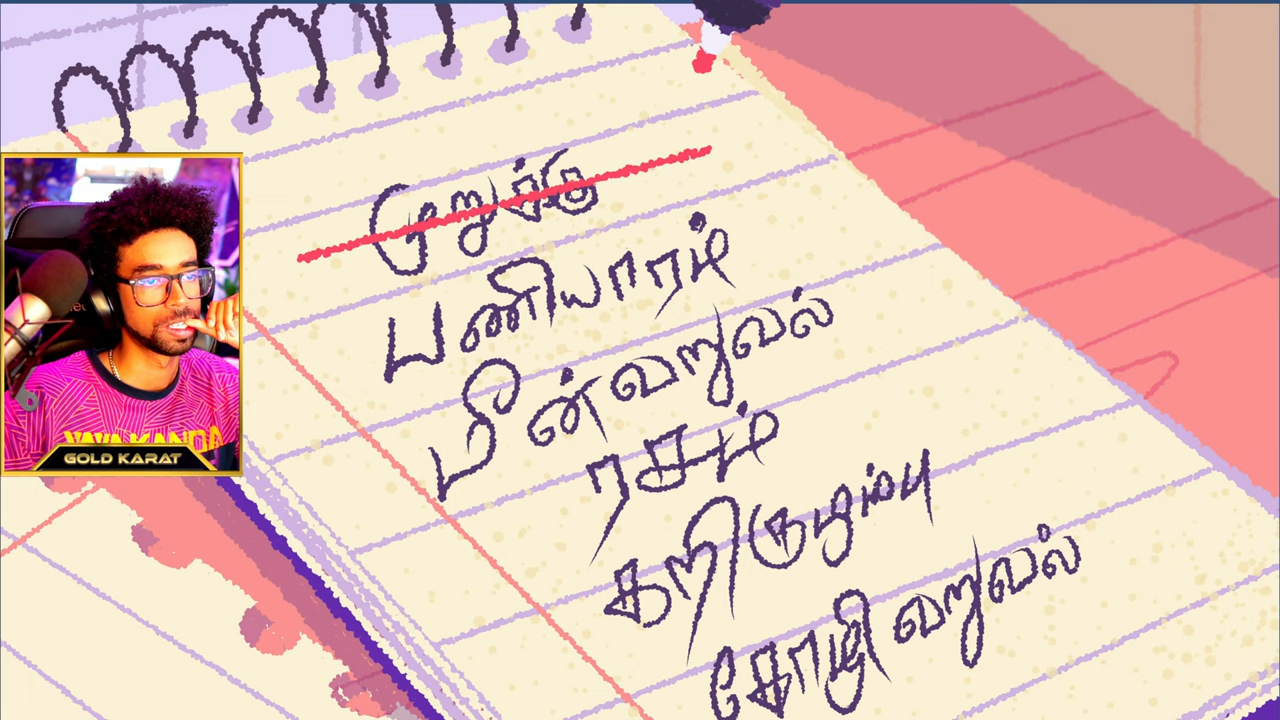 முறுக்கு
பணியாரம்
மீன் வறுவல்
ரசம்
கறி குழம்பு
கோழி வறுவல்
GOLD KARAT